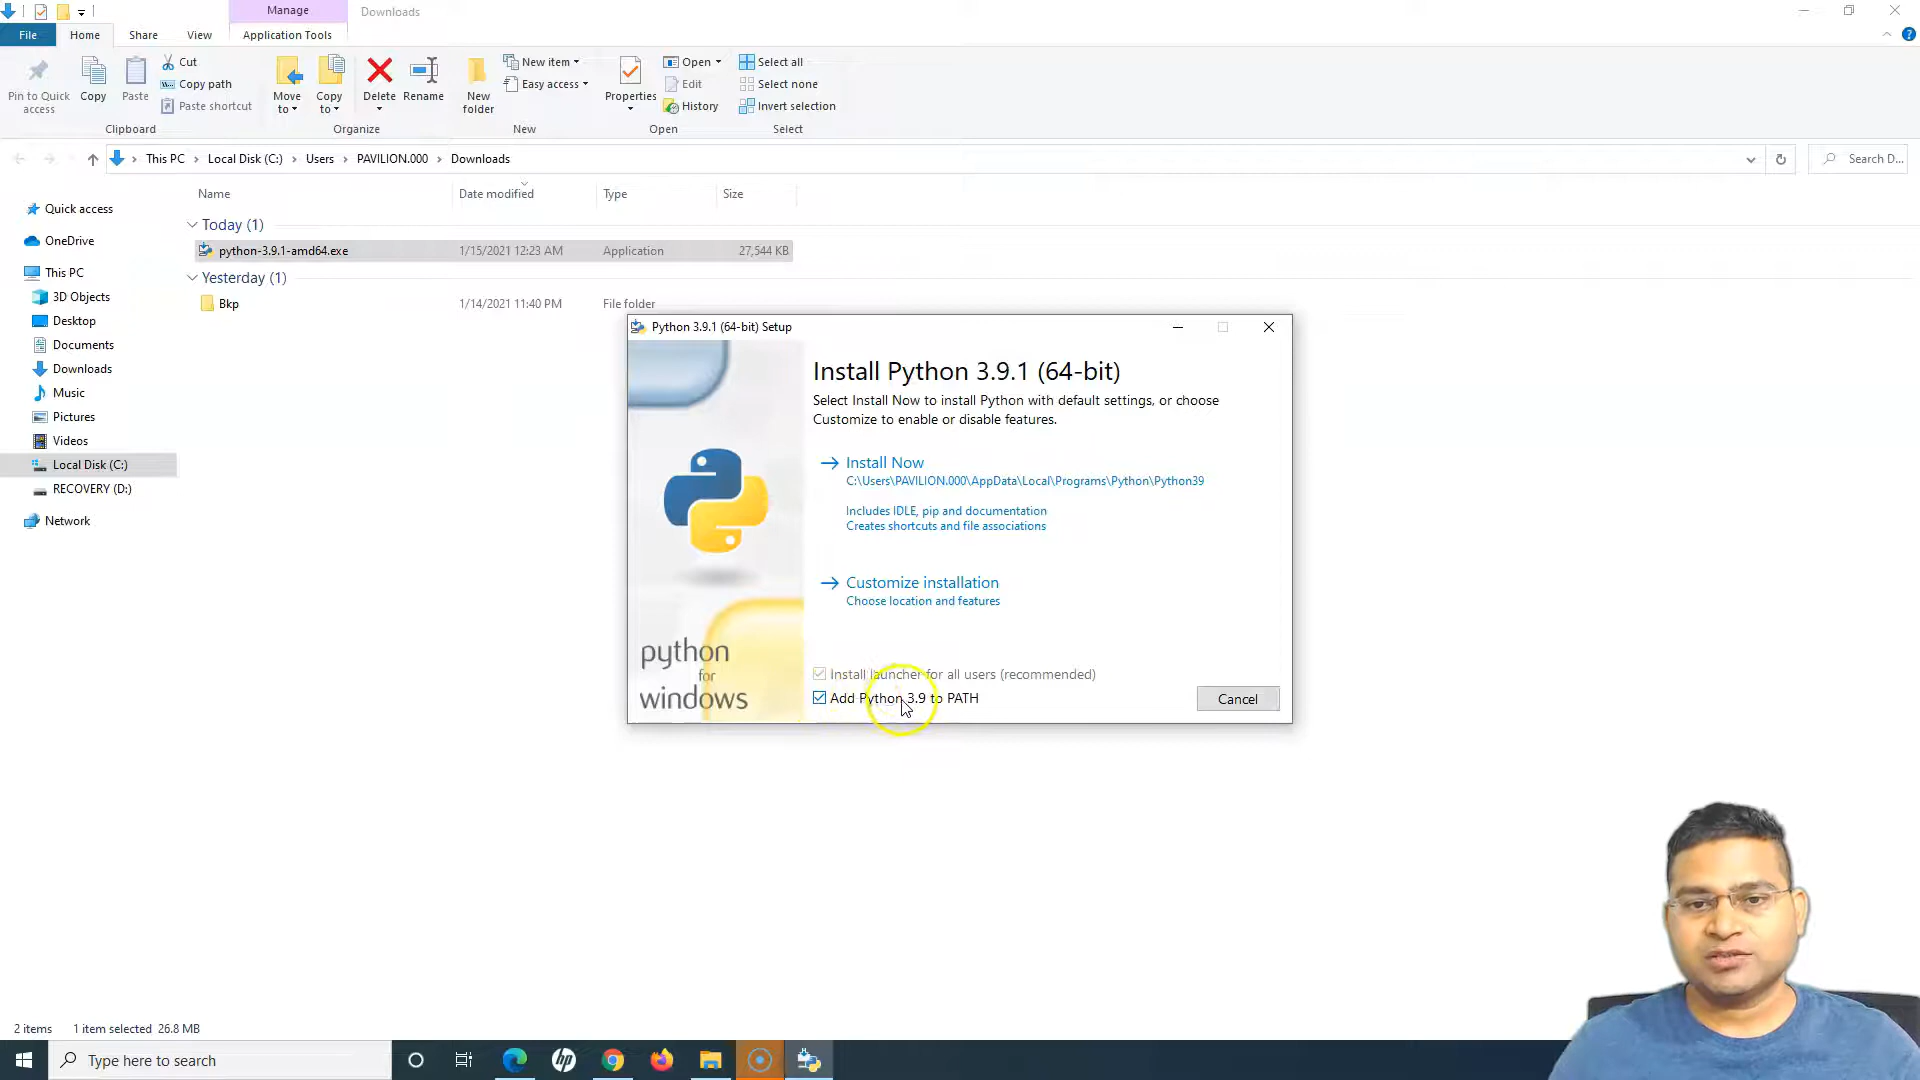 Manage
Downloads
File
Home
Share
View
Application Tools
Pin to Quick
access
Copy
Paste
Cut
Copy path
Paste shortcut
Move
to
Copy
to
Delete
Rename
New
folder
New item
Easy access
Properties
Open
Edit
History
Select all
Select none
Invert selection
Clipboard
Organize
New
Open
Select
This PC
Local Disk (C:)
Users
PAVILION.000
Downloads
Search D...
Name
Date modified
Type
Size
Quick access
OneDrive
This PC
3D Objects
Desktop
Documents
Downloads
Music
Pictures
Videos
Local Disk (C:)
RECOVERY (D:)
Network
Today (1)
python-3.9.1-amd64.exe 1/15/2021 12:23 AM Application 27,544 KB
Yesterday (1)
Bkp 1/14/2021 11:40 PM File folder
Python 3.9.1 (64-bit) Setup
Install Python 3.9.1 (64-bit)
Select Install Now to install Python with default settings, or choose
Customize to enable or disable features.
Install Now
C:\Users\PAVILION.000\AppData\Local\Programs\Python\Python39
Includes IDLE, pip and documentation
Creates shortcuts and file associations
Customize installation
Choose location and features
Install launcher for all users (recommended)
Add Python 3.9 to PATH
Cancel
python
for
windows
2 items 1 item selected 26.8 MB
Type here to search
hp